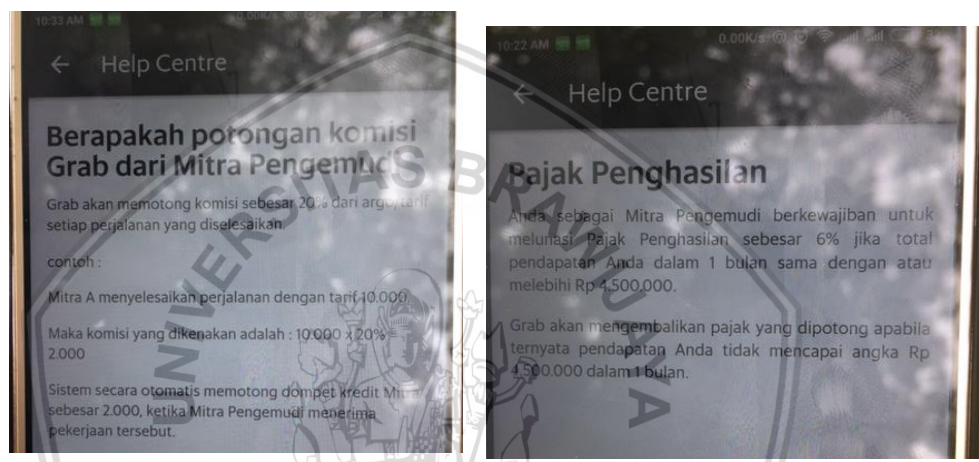 10:33 AM
Help Centre
Berapakah potongan komisi
Grab dari Mitra Pengemudi
Grab akan memotong komisi sebesar 20% dari argo/tarif
setiap perjalanan yang diselesaikan
contoh :
Mitra A menyelesaikan perjalanan dengan tarif 10.000.
Maka komisi yang dikenakan adalah : 10.000 x 20% =
2.000
Sistem secara otomatis memotong dompet kredit Mitra
sebesar 2.000, ketika Mitra Pengemudi menerima
pekerjaan tersebut.
10:22 AM 0.00K/s
Help Centre
Pajak Penghasilan
Anda sebagai Mitra Pengemudi berkewajiban untuk
melunasi Pajak Penghasilan sebesar 6% jika total
pendapatan Anda dalam 1 bulan sama dengan atau
melebihi Rp 4.500.000.
Grab akan mengembalikan pajak yang dipotong apabila
ternyata pendapatan Anda tidak mencapai angka Rp
4.500.000 dalam 1 bulan.
UNIVERSITAS BRAWIJAYA